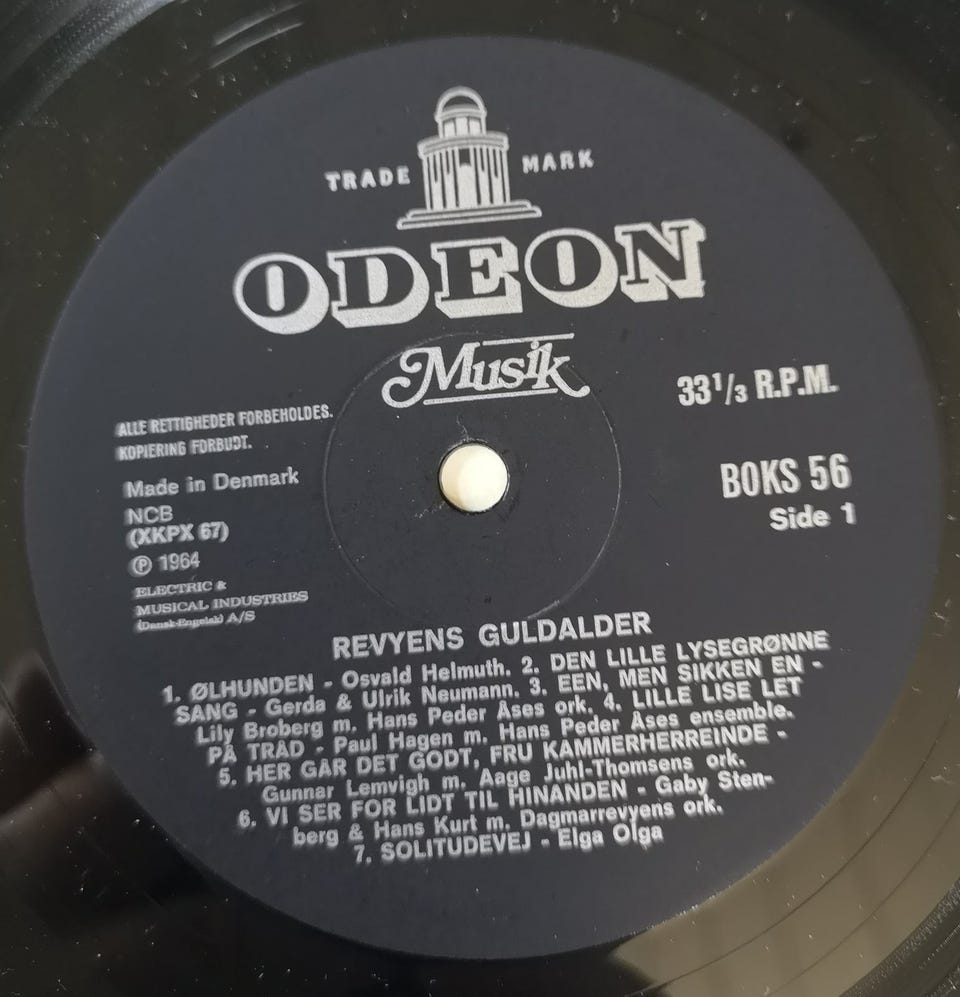 TRADE MARK
ODEON
Musik
33 1/3 R.P.M.
ALLE RETTIGHEDER FORBEHOLDES.
KOPIERING FORBUDT.
Made in Denmark
NCB
(XKPX 67)
Ⓟ 1964
ELECTRIC &
MUSICAL INDUSTRIES
(Dansk-Engelsk) A/S
BOKS 56
Side 1
REVYENS GULDALDER
1. ØLHUNDEN - Osvald Helmuth. 2. DEN LILLE LYSEGRØNNE
SANG - Gerda & Ulrik Neumann. 3. EEN, MEN SIKKEN EN -
Lily Broberg m. Hans Peder Åses ork. 4. LILLE LISE LET
PÅ TRÅD - Paul Hagen m. Hans Peder Åses ensemble.
5. HER GÅR DET GODT, FRU KAMMERHERREINDE -
Gunnar Lemvigh m. Aage Juhl-Thomsens ork.
6. VI SER FOR LIDT TIL HINANDEN - Gaby Sten-
berg & Hans Kurt m. Dagmarrevyens ork.
7. SOLITUDEVEJ - Elga Olga